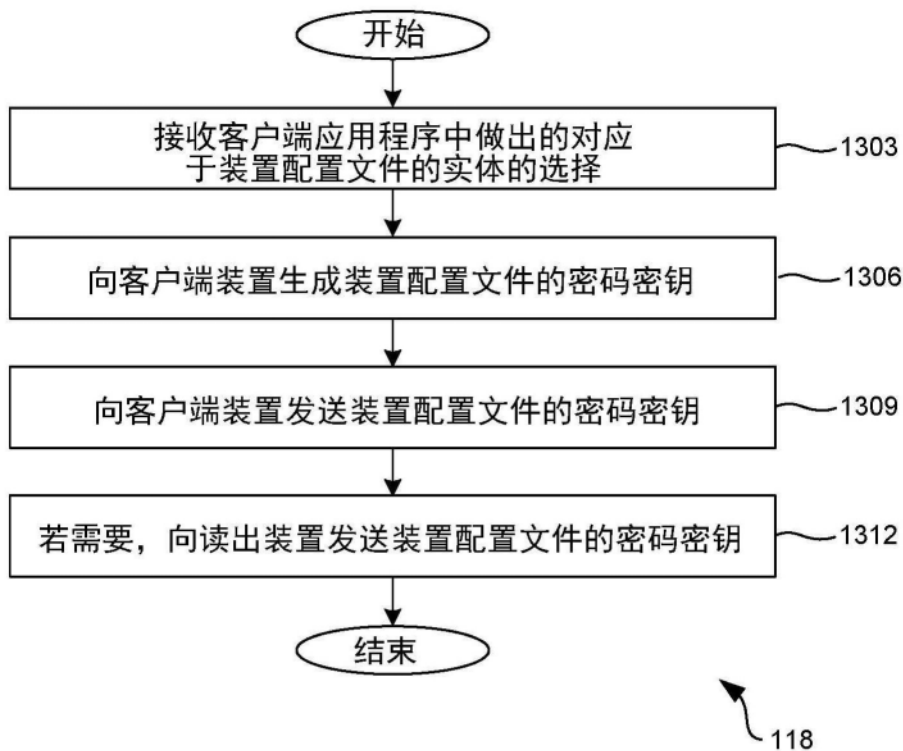 开始
接收客户端应用程序中做出的对应
于装置配置文件的实体的选择
1303
向客户端装置生成装置配置文件的密码密钥
1306
向客户端装置发送装置配置文件的密码密钥
1309
若需要，向读出装置发送装置配置文件的密码密钥
1312
结束
118